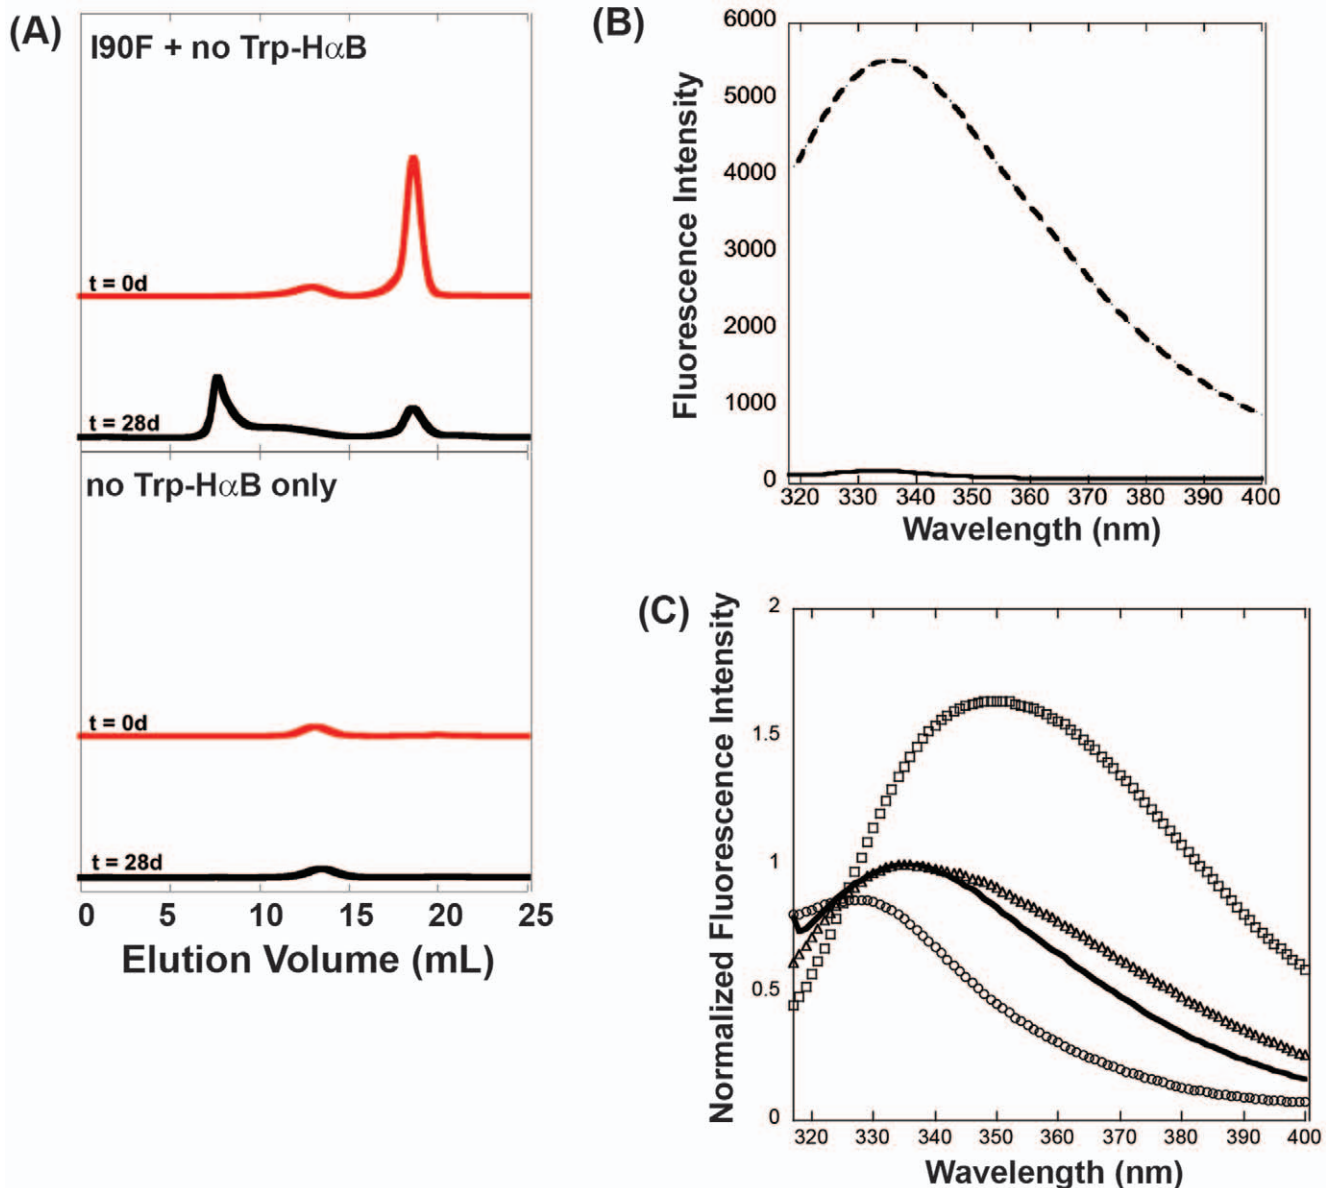 (A)
I90F + no Trp-HαB
t = 0d
t = 28d
no Trp-HαB only
t = 0d
t = 28d
0 5 10 15 20 25
Elution Volume (mL)
(B)
Fluorescence Intensity
6000
5000
4000
3000
2000
1000
0
320 330 340 350 360 370 380 390 400
Wavelength (nm)
(C)
Normalized Fluorescence Intensity
2
1.5
1
0.5
0
320 330 340 350 360 370 380 390 400
Wavelength (nm)